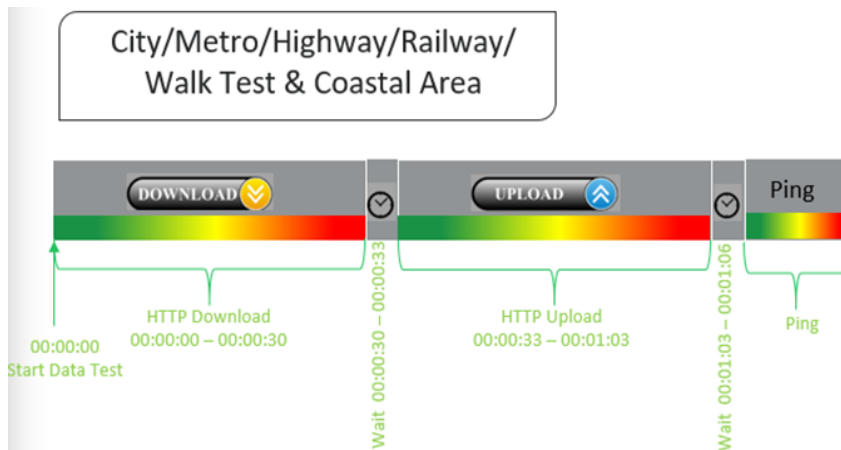 City/Metro/Highway/Railway/
Walk Test & Coastal Area
DOWNLOAD
UPLOAD
Ping
HTTP Download
00:00:00 – 00:00:30
Wait 00:00:30 – 00:00:33
HTTP Upload
00:00:33 – 00:01:03
Wait 00:01:03 – 00:01:06
Ping
00:00:00
Start Data Test